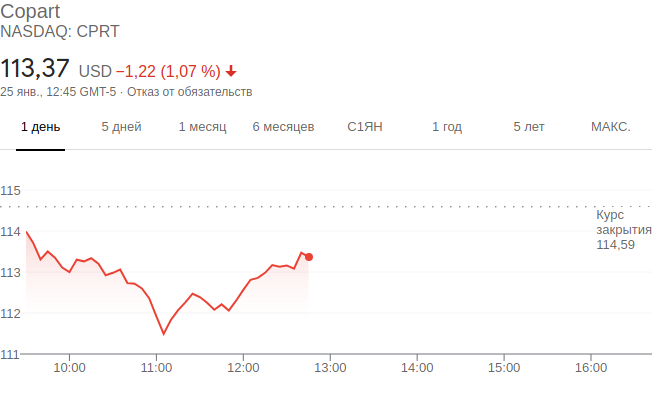 Copart
NASDAQ: CPRT
113,37 USD −1,22 (1,07 %)
25 янв., 12:45 GMT-5 · Отказ от обязательств
1 день 5 дней 1 месяц 6 месяцев С1ЯН 1 год 5 лет МАКС.
115
Курс
закрытия
114,59
114
113
112
111
10:00 11:00 12:00 13:00 14:00 15:00 16:00